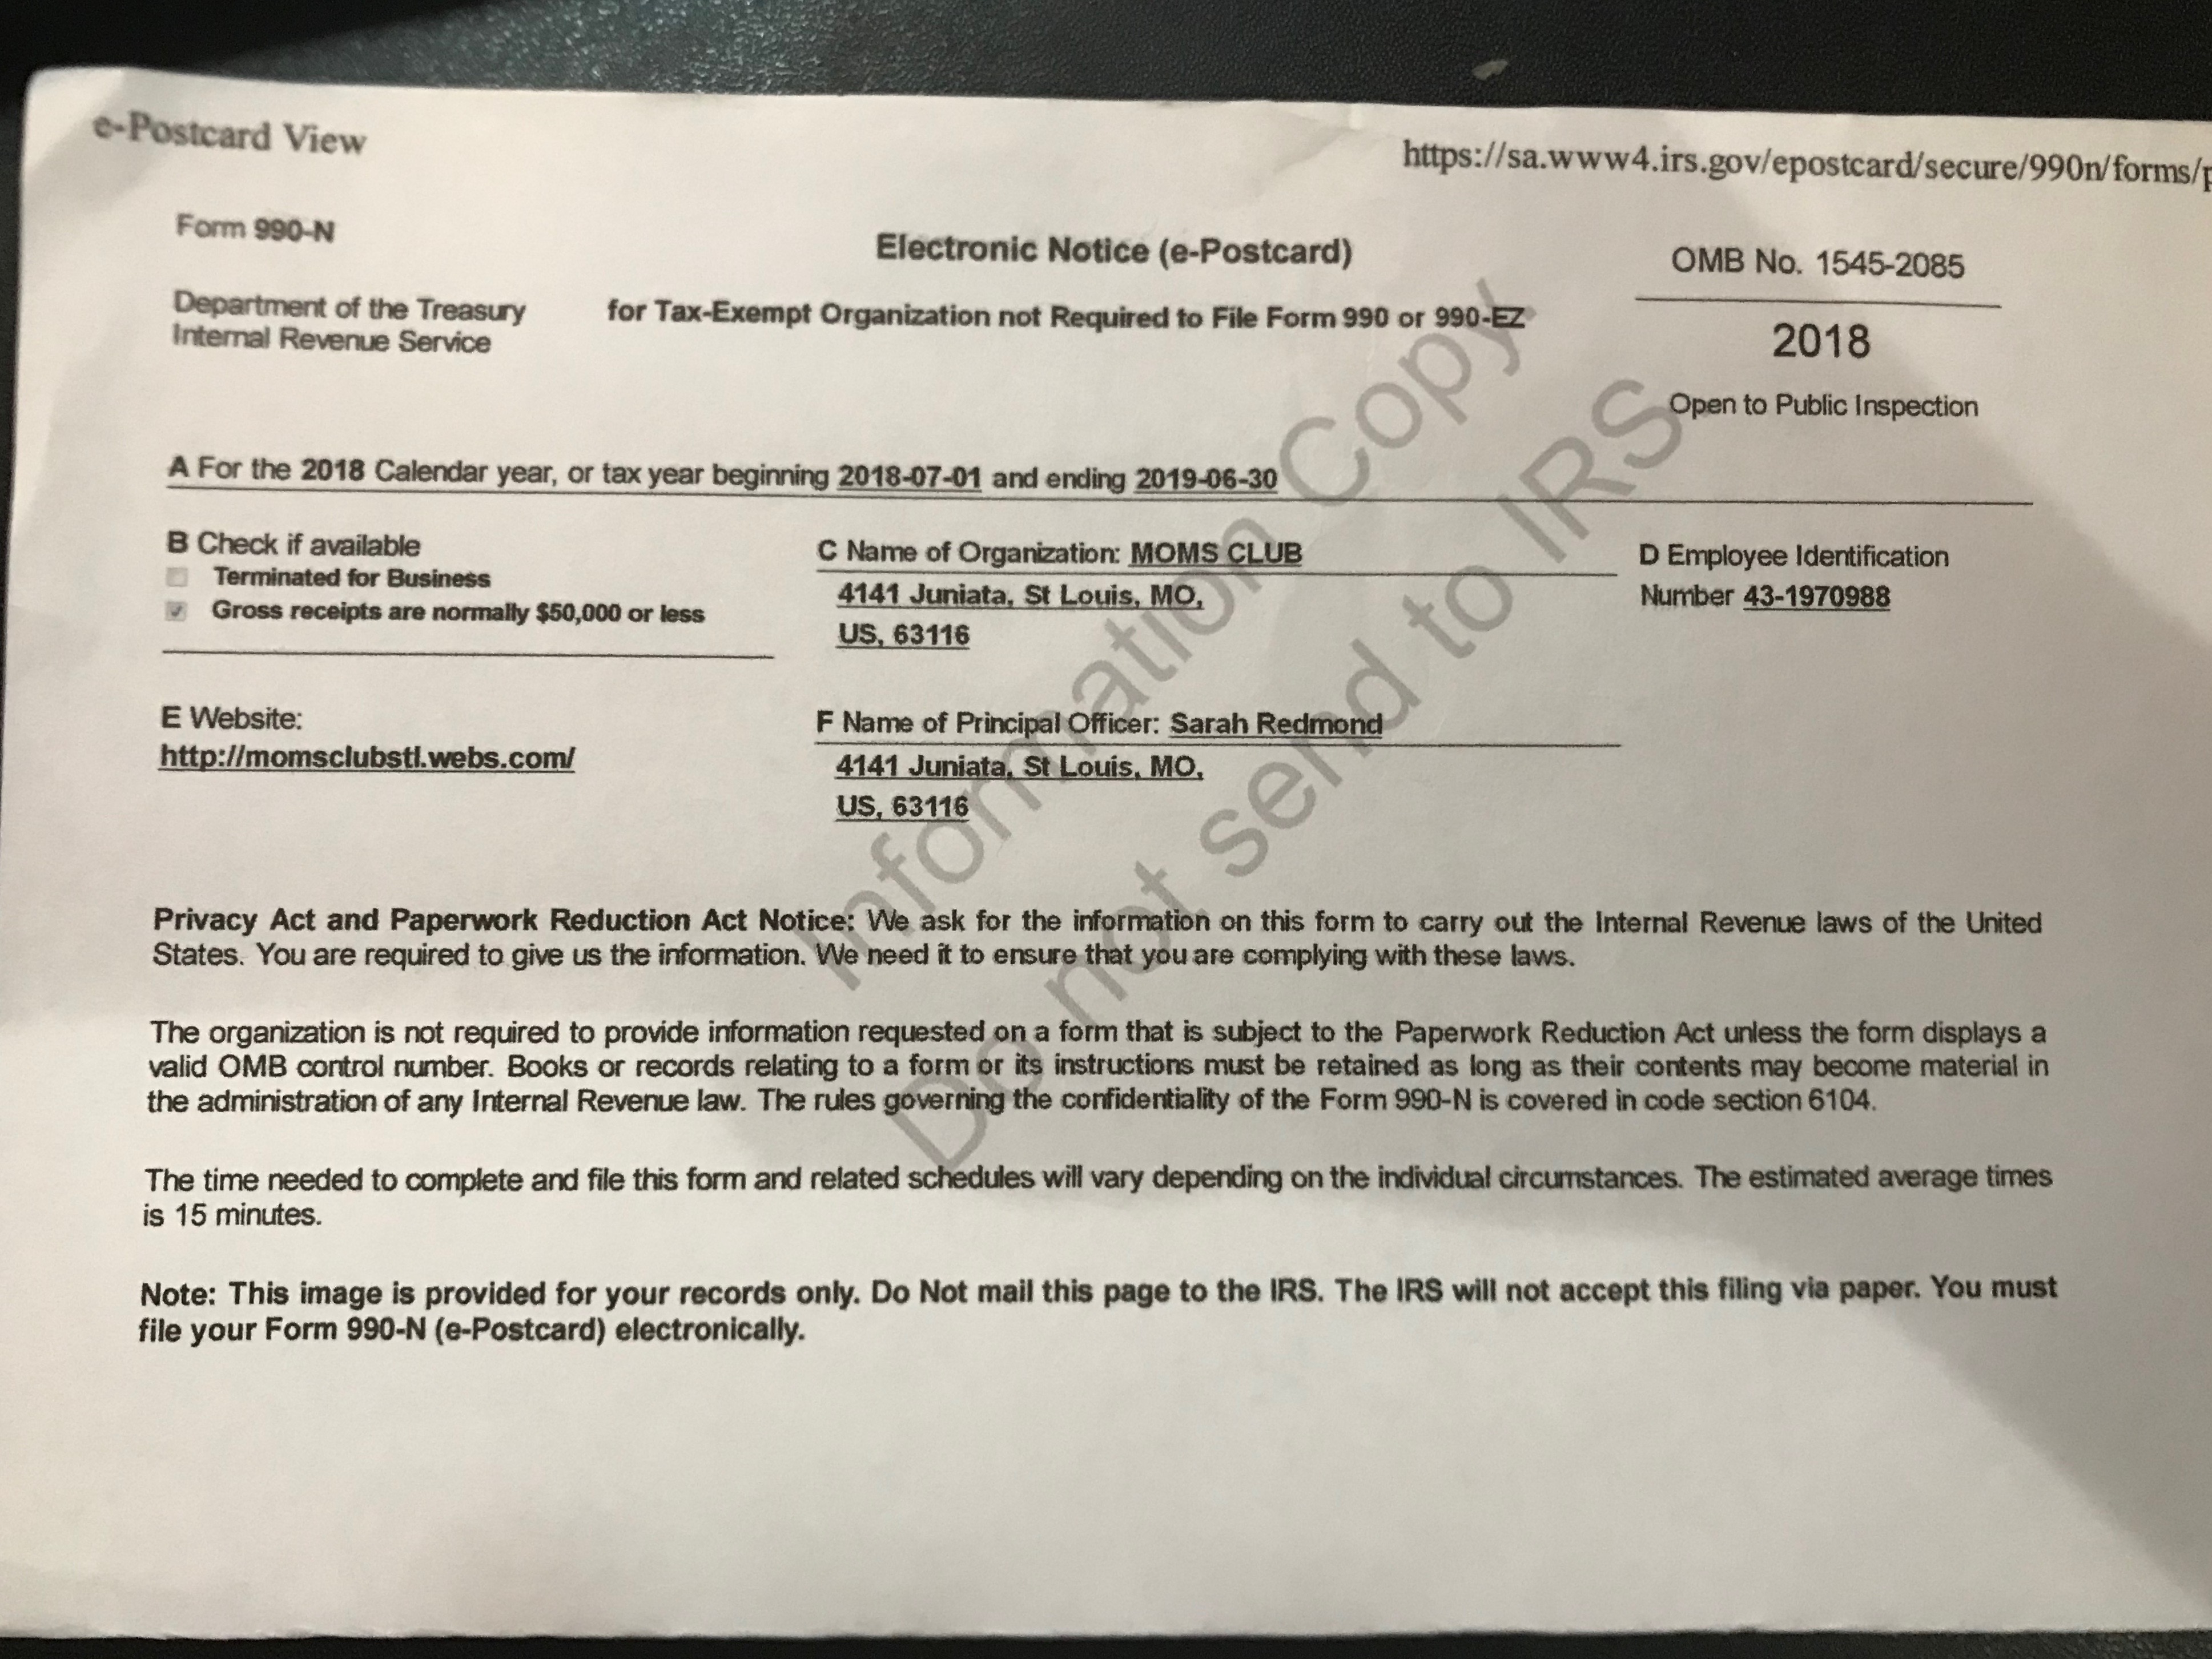 e-Postcard View
https://sa.www4.irs.gov/epostcard/secure/990n/forms/p
Form 990-N
Electronic Notice (e-Postcard)
OMB No. 1545-2085
Department of the Treasury
Internal Revenue Service
for Tax-Exempt Organization not Required to File Form 990 or 990-EZ
2018
Open to Public Inspection
A For the 2018 Calendar year, or tax year beginning 2018-07-01 and ending 2019-06-30
B Check if available
Terminated for Business
Gross receipts are normally $50,000 or less
C Name of Organization: MOMS CLUB
4141 Juniata, St Louis, MO,
US, 63116
D Employee Identification
Number 43-1970988
E Website:
http://momsclubstl.webs.com/
F Name of Principal Officer: Sarah Redmond
4141 Juniata, St Louis, MO,
US, 63116
Privacy Act and Paperwork Reduction Act Notice: We ask for the information on this form to carry out the Internal Revenue laws of the United
States. You are required to give us the information. We need it to ensure that you are complying with these laws.
The organization is not required to provide information requested on a form that is subject to the Paperwork Reduction Act unless the form displays a
valid OMB control number. Books or records relating to a form or its instructions must be retained as long as their contents may become material in
the administration of any Internal Revenue law. The rules governing the confidentiality of the Form 990-N is covered in code section 6104.
The time needed to complete and file this form and related schedules will vary depending on the individual circumstances. The estimated average times
is 15 minutes.
Note: This image is provided for your records only. Do Not mail this page to the IRS. The IRS will not accept this filing via paper. You must
file your Form 990-N (e-Postcard) electronically.
Information Copy.
Do not send to IRS